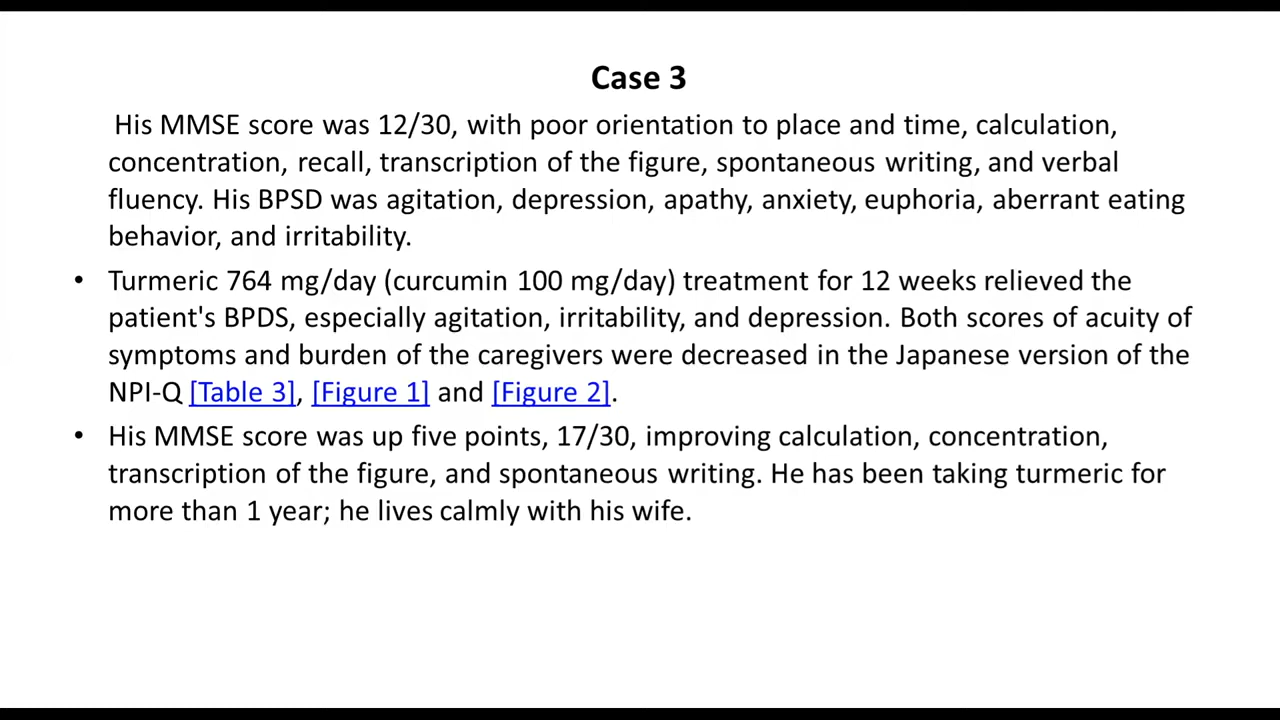 Case 3
His MMSE score was 12/30, with poor orientation to place and time, calculation,
concentration, recall, transcription of the figure, spontaneous writing, and verbal
fluency. His BPSD was agitation, depression, apathy, anxiety, euphoria, aberrant eating
behavior, and irritability.
• Turmeric 764 mg/day (curcumin 100 mg/day) treatment for 12 weeks relieved the
patient's BPDS, especially agitation, irritability, and depression. Both scores of acuity of
symptoms and burden of the caregivers were decreased in the Japanese version of the
NPI-Q [Table 3], [Figure 1] and [Figure 2].
• His MMSE score was up five points, 17/30, improving calculation, concentration,
transcription of the figure, and spontaneous writing. He has been taking turmeric for
more than 1 year; he lives calmly with his wife.